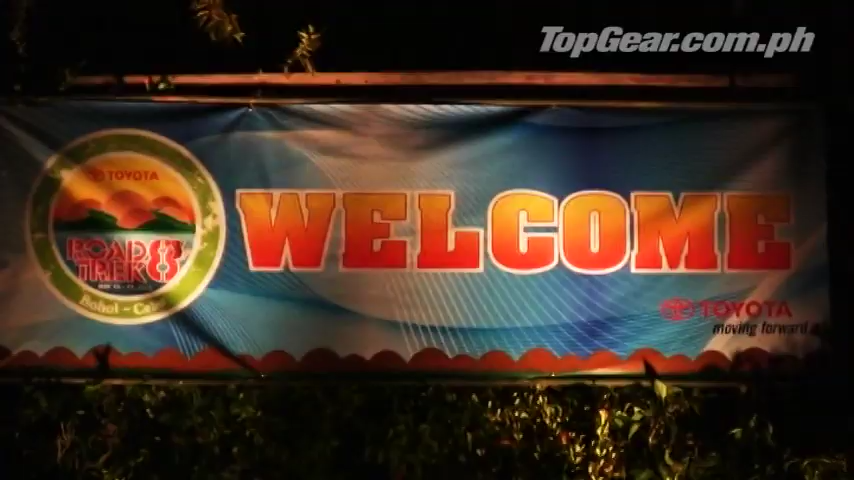 TopGear.com.ph
TOYOTA
ROAD
TREK 8
Bohol - Cebu
WELCOME
TOYOTA
moving forward